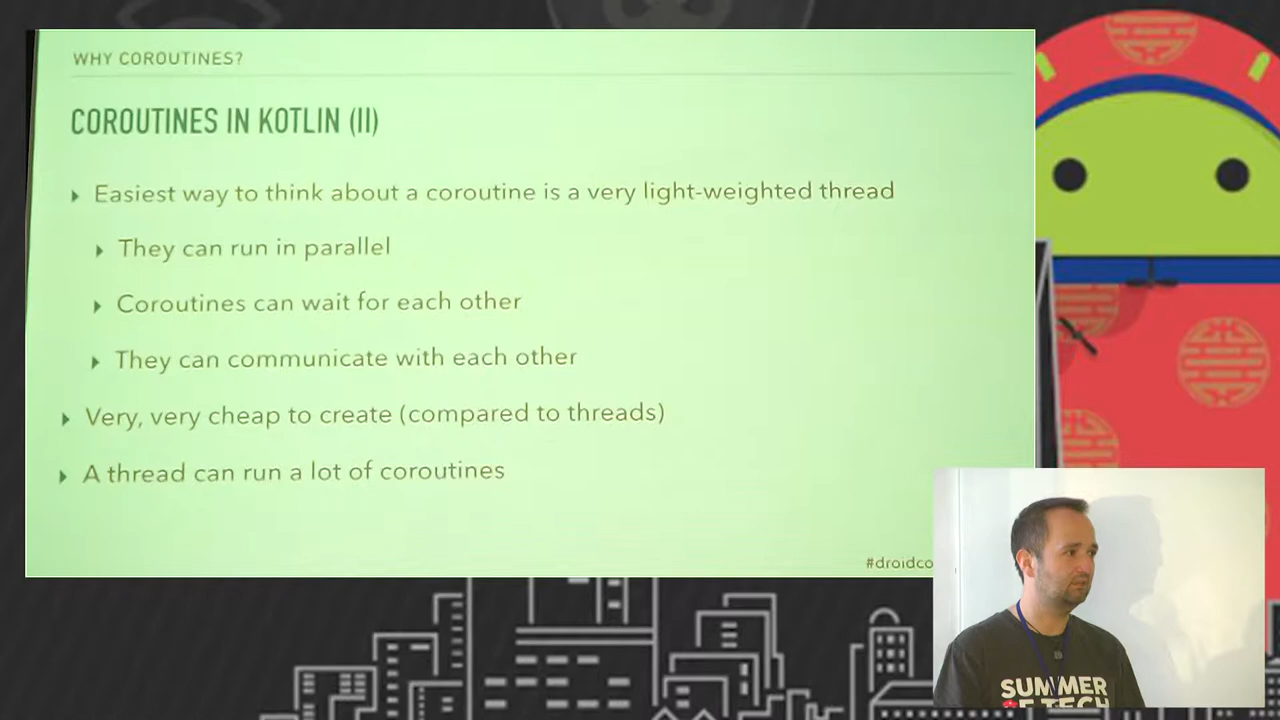 WHY COROUTINES?
COROUTINES IN KOTLIN (II)
Easiest way to think about a coroutine is a very light-weighted thread
They can run in parallel
Coroutines can wait for each other
They can communicate with each other
Very, very cheap to create (compared to threads)
A thread can run a lot of coroutines
#droidco
SUMMER
OF TECH